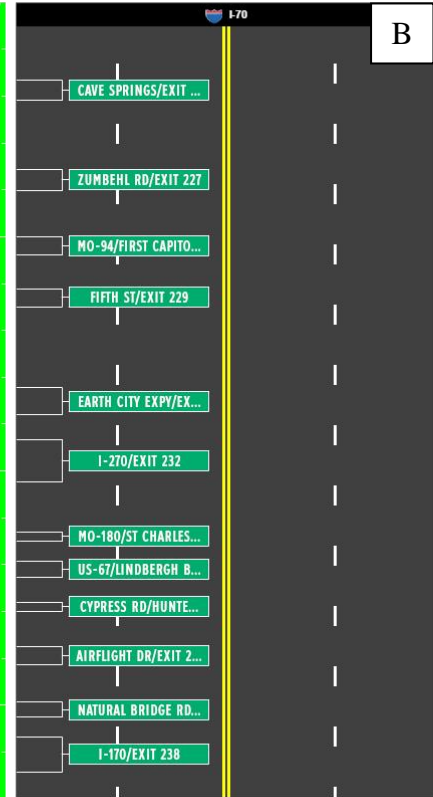 I-70
B
CAVE SPRINGS/EXIT ...
ZUMBEHL RD/EXIT 227
MO-94/FIRST CAPITO...
FIFTH ST/EXIT 229
EARTH CITY EXPY/EX...
I-270/EXIT 232
MO-180/ST CHARLES...
US-67/LINDBERGH B...
CYPRESS RD/HUNTE...
AIRFLIGHT DR/EXIT 2...
NATURAL BRIDGE RD...
I-170/EXIT 238